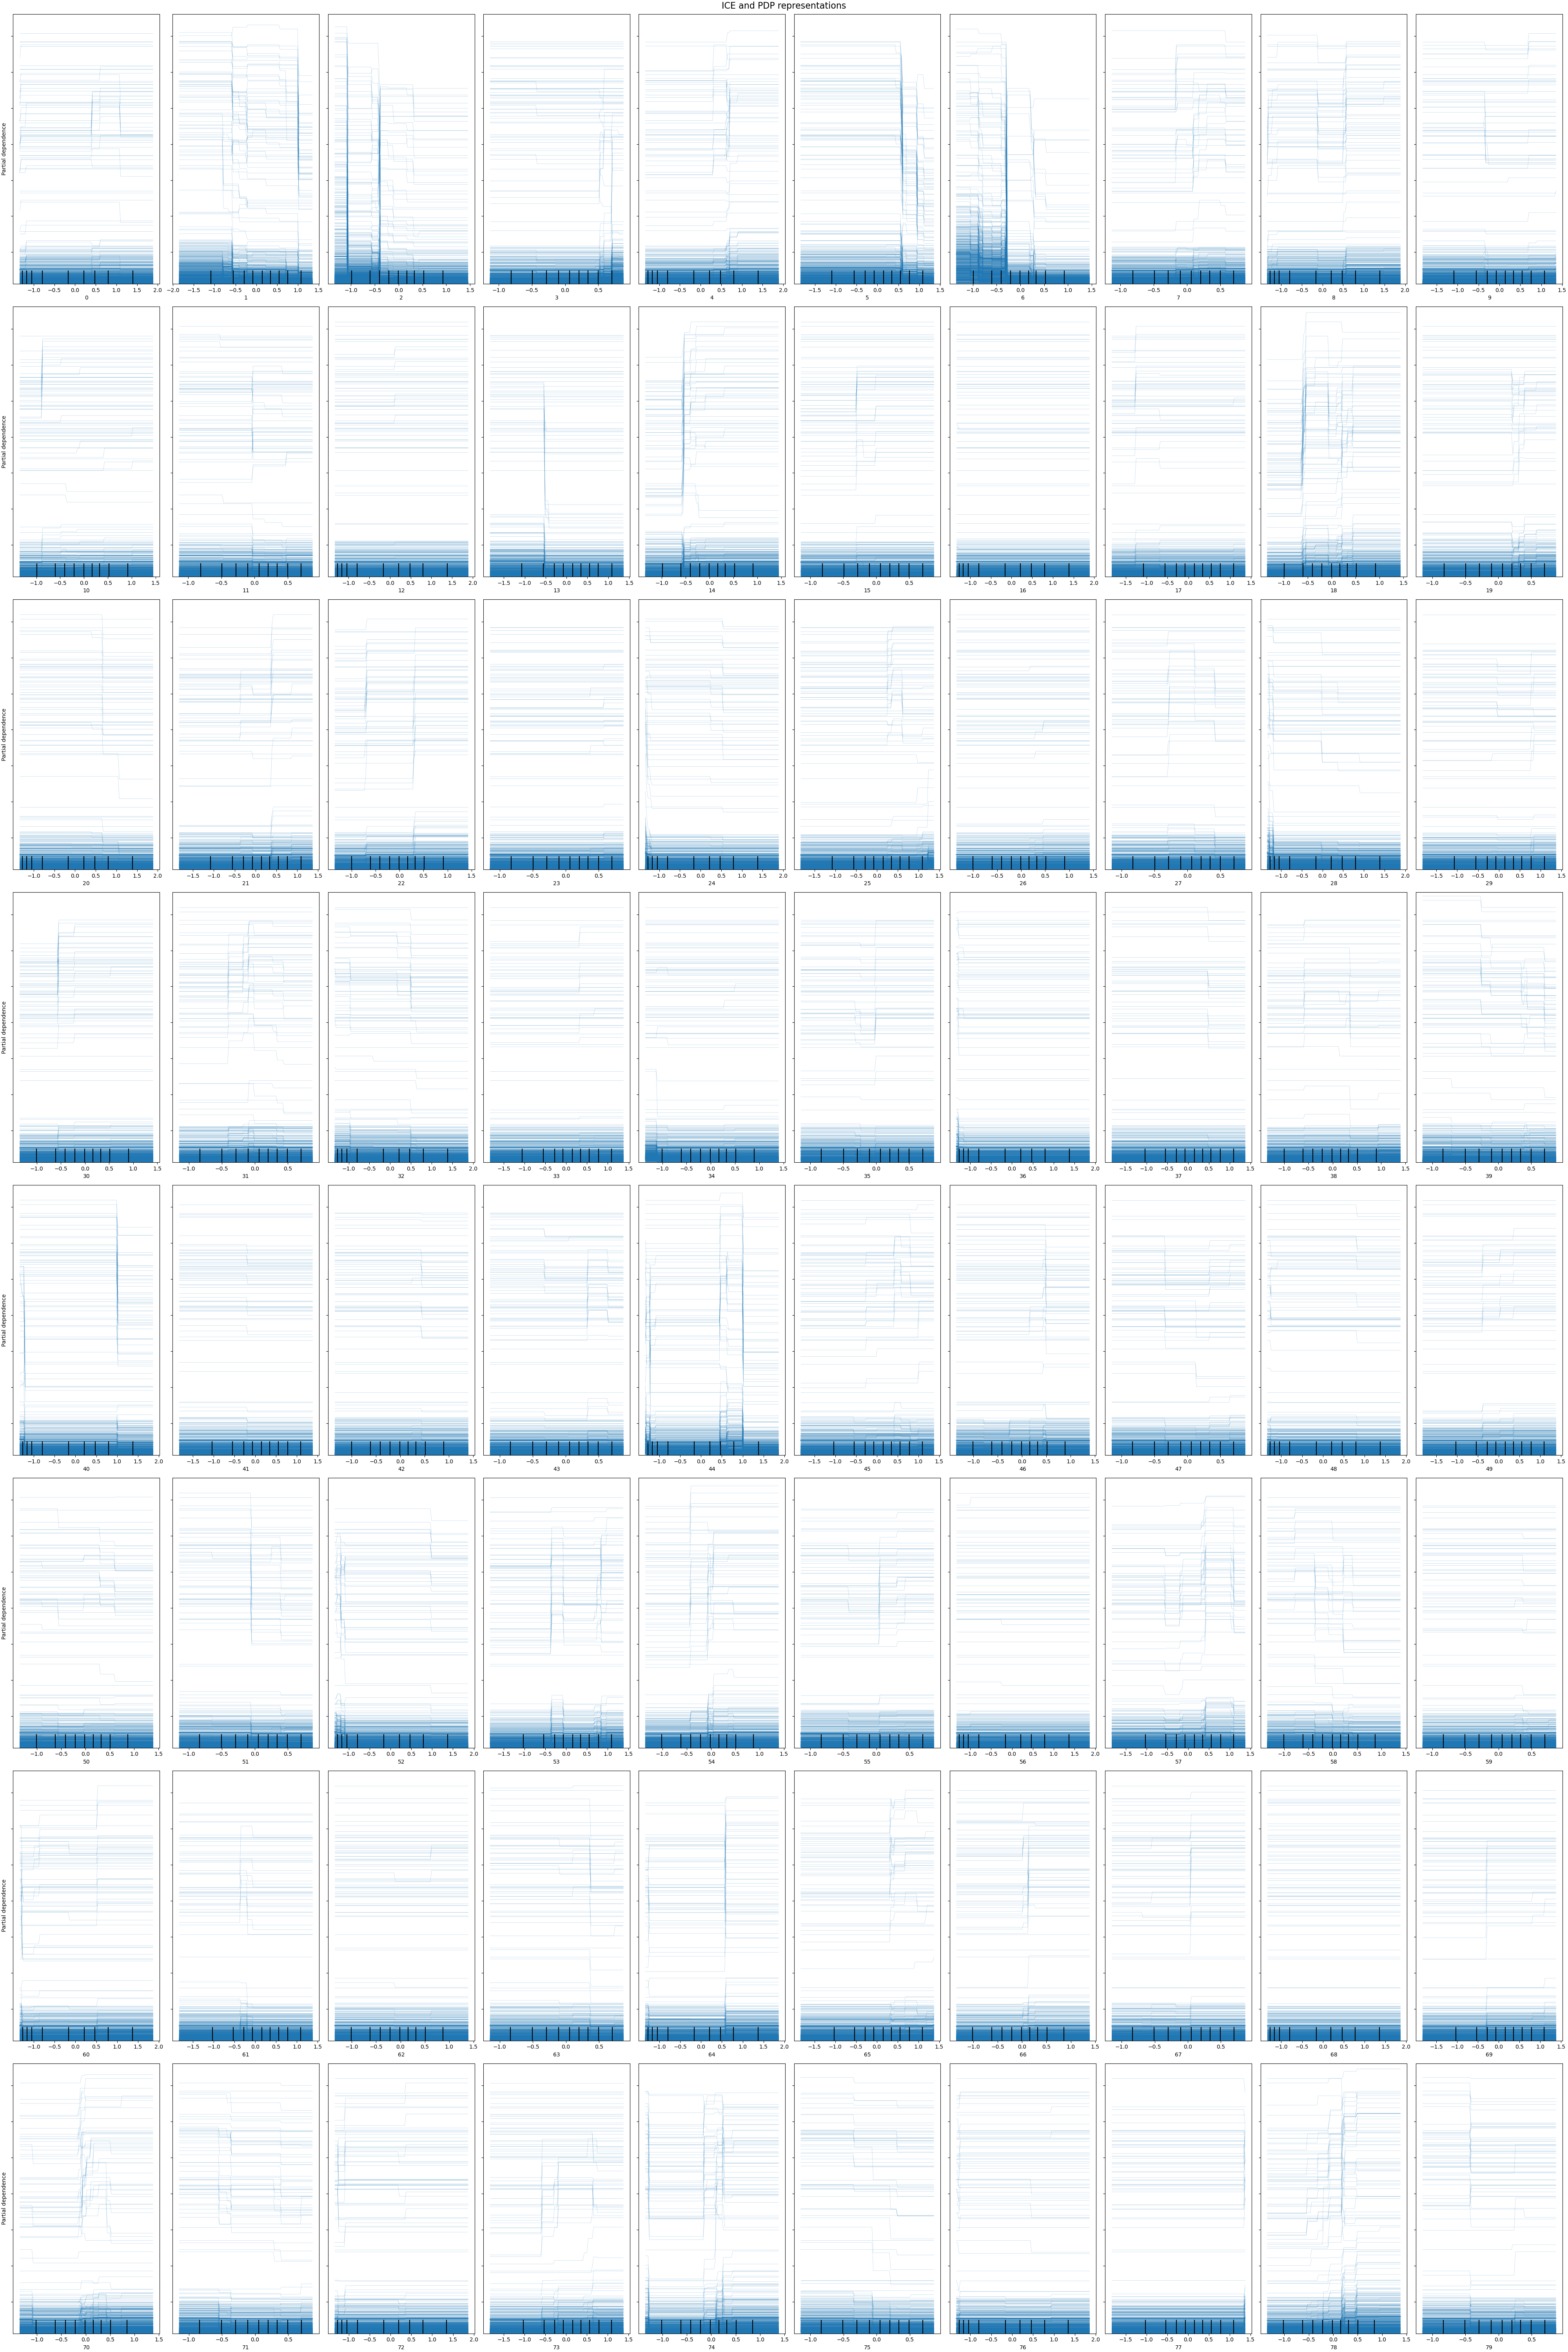 ICE and PDP representations
Partial dependence
−1.0 −0.5 0.0 0.5 1.0 1.5 2.0 −2.0 −1.5 −1.0 −0.5 0.0 0.5 1.0 1.5 −1.0 −0.5 0.0 0.5 1.0 1.5 −1.0 −0.5 0.0 0.5 −1.0 −0.5 0.0 0.5 1.0 1.5 2.0 −1.5 −1.0 −0.5 0.0 0.5 1.0 1.5 −1.0 −0.5 0.0 0.5 1.0 1.5 −1.0 −0.5 0.0 0.5 −1.0 −0.5 0.0 0.5 1.0 1.5 2.0 −1.5 −1.0 −0.5 0.0 0.5 1.0 1.5
0 1 2 3 4 5 6 7 8 9
Partial dependence
−1.0 −0.5 0.0 0.5 1.0 1.5 −1.0 −0.5 0.0 0.5 −1.0 −0.5 0.0 0.5 1.0 1.5 2.0 −1.5 −1.0 −0.5 0.0 0.5 1.0 1.5 −1.0 −0.5 0.0 0.5 1.0 1.5 −1.0 −0.5 0.0 0.5 −1.0 −0.5 0.0 0.5 1.0 1.5 2.0 −1.5 −1.0 −0.5 0.0 0.5 1.0 1.5 −1.0 −0.5 0.0 0.5 1.0 1.5 −1.0 −0.5 0.0 0.5
10 11 12 13 14 15 16 17 18 19
Partial dependence
−1.0 −0.5 0.0 0.5 1.0 1.5 2.0 −1.5 −1.0 −0.5 0.0 0.5 1.0 1.5 −1.0 −0.5 0.0 0.5 1.0 1.5 −1.0 −0.5 0.0 0.5 −1.0 −0.5 0.0 0.5 1.0 1.5 2.0 −1.5 −1.0 −0.5 0.0 0.5 1.0 1.5 −1.0 −0.5 0.0 0.5 1.0 1.5 −1.0 −0.5 0.0 0.5 −1.0 −0.5 0.0 0.5 1.0 1.5 2.0 −1.5 −1.0 −0.5 0.0 0.5 1.0 1.5
20 21 22 23 24 25 26 27 28 29
Partial dependence
−1.0 −0.5 0.0 0.5 1.0 1.5 −1.0 −0.5 0.0 0.5 −1.0 −0.5 0.0 0.5 1.0 1.5 2.0 −1.5 −1.0 −0.5 0.0 0.5 1.0 1.5 −1.0 −0.5 0.0 0.5 1.0 1.5 −1.0 −0.5 0.0 0.5 −1.0 −0.5 0.0 0.5 1.0 1.5 2.0 −1.5 −1.0 −0.5 0.0 0.5 1.0 1.5 −1.0 −0.5 0.0 0.5 1.0 1.5 −1.0 −0.5 0.0 0.5
30 31 32 33 34 35 36 37 38 39
Partial dependence
−1.0 −0.5 0.0 0.5 1.0 1.5 2.0 −1.5 −1.0 −0.5 0.0 0.5 1.0 1.5 −1.0 −0.5 0.0 0.5 1.0 1.5 −1.0 −0.5 0.0 0.5 −1.0 −0.5 0.0 0.5 1.0 1.5 2.0 −1.5 −1.0 −0.5 0.0 0.5 1.0 1.5 −1.0 −0.5 0.0 0.5 1.0 1.5 −1.0 −0.5 0.0 0.5 −1.0 −0.5 0.0 0.5 1.0 1.5 2.0 −1.5 −1.0 −0.5 0.0 0.5 1.0 1.5
40 41 42 43 44 45 46 47 48 49
Partial dependence
−1.0 −0.5 0.0 0.5 1.0 1.5 −1.0 −0.5 0.0 0.5 −1.0 −0.5 0.0 0.5 1.0 1.5 2.0 −1.5 −1.0 −0.5 0.0 0.5 1.0 1.5 −1.0 −0.5 0.0 0.5 1.0 1.5 −1.0 −0.5 0.0 0.5 −1.0 −0.5 0.0 0.5 1.0 1.5 2.0 −1.5 −1.0 −0.5 0.0 0.5 1.0 1.5 −1.0 −0.5 0.0 0.5 1.0 1.5 −1.0 −0.5 0.0 0.5
50 51 52 53 54 55 56 57 58 59
Partial dependence
−1.0 −0.5 0.0 0.5 1.0 1.5 2.0 −1.5 −1.0 −0.5 0.0 0.5 1.0 1.5 −1.0 −0.5 0.0 0.5 1.0 1.5 −1.0 −0.5 0.0 0.5 −1.0 −0.5 0.0 0.5 1.0 1.5 2.0 −1.5 −1.0 −0.5 0.0 0.5 1.0 1.5 −1.0 −0.5 0.0 0.5 1.0 1.5 −1.0 −0.5 0.0 0.5 −1.0 −0.5 0.0 0.5 1.0 1.5 2.0 −1.5 −1.0 −0.5 0.0 0.5 1.0 1.5
60 61 62 63 64 65 66 67 68 69
Partial dependence
−1.0 −0.5 0.0 0.5 1.0 1.5 −1.0 −0.5 0.0 0.5 −1.0 −0.5 0.0 0.5 1.0 1.5 2.0 −1.5 −1.0 −0.5 0.0 0.5 1.0 1.5 −1.0 −0.5 0.0 0.5 1.0 1.5 −1.0 −0.5 0.0 0.5 −1.0 −0.5 0.0 0.5 1.0 1.5 2.0 −1.5 −1.0 −0.5 0.0 0.5 1.0 1.5 −1.0 −0.5 0.0 0.5 1.0 1.5 −1.0 −0.5 0.0 0.5
70 71 72 73 74 75 76 77 78 79